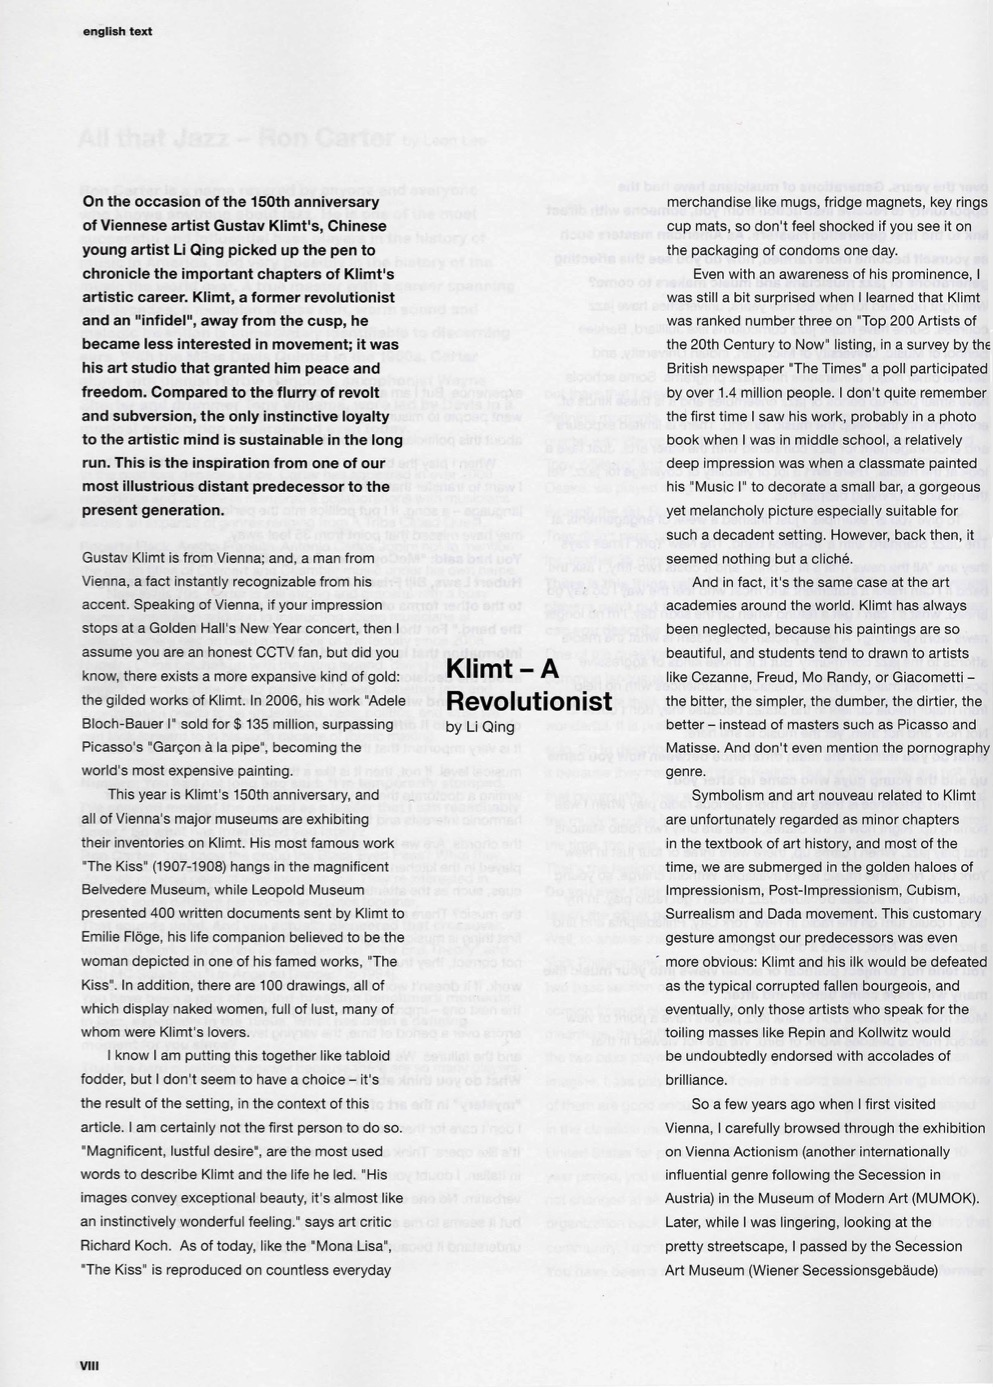 english text
On the occasion of the 150th anniversary
of Viennese artist Gustav Klimt's, Chinese
young artist Li Qing picked up the pen to
chronicle the important chapters of Klimt's
artistic career. Klimt, a former revolutionist
and an "infidel", away from the cusp, he
became less interested in movement; it was
his art studio that granted him peace and
freedom. Compared to the flurry of revolt
and subversion, the only instinctive loyalty
to the artistic mind is sustainable in the long
run. This is the inspiration from one of our
most illustrious distant predecessor to the
present generation.
Gustav Klimt is from Vienna; and, a man from
Vienna, a fact instantly recognizable from his
accent. Speaking of Vienna, if your impression
stops at a Golden Hall's New Year concert, then I
assume you are an honest CCTV fan, but did you
know, there exists a more expansive kind of gold:
the gilded works of Klimt. In 2006, his work "Adele
Bloch-Bauer I" sold for $ 135 million, surpassing
Picasso's "Garçon à la pipe", becoming the
world's most expensive painting.
This year is Klimt's 150th anniversary, and
all of Vienna's major museums are exhibiting
their inventories on Klimt. His most famous work
"The Kiss" (1907-1908) hangs in the magnificent
Belvedere Museum, while Leopold Museum
presented 400 written documents sent by Klimt to
Emilie Flöge, his life companion believed to be the
woman depicted in one of his famed works, "The
Kiss". In addition, there are 100 drawings, all of
which display naked women, full of lust, many of
whom were Klimt's lovers.
I know I am putting this together like tabloid
fodder, but I don't seem to have a choice – it's
the result of the setting, in the context of this
article. I am certainly not the first person to do so.
"Magnificent, lustful desire", are the most used
words to describe Klimt and the life he led. "His
images convey exceptional beauty, it's almost like
an instinctively wonderful feeling." says art critic
Richard Koch. As of today, like the "Mona Lisa",
"The Kiss" is reproduced on countless everyday
Klimt – A
Revolutionist
by Li Qing
merchandise like mugs, fridge magnets, key rings
cup mats, so don't feel shocked if you see it on
the packaging of condoms one day.
Even with an awareness of his prominence, I
was still a bit surprised when I learned that Klimt
was ranked number three on "Top 200 Artists of
the 20th Century to Now" listing, in a survey by the
British newspaper "The Times" a poll participated
by over 1.4 million people. I don't quite remember
the first time I saw his work, probably in a photo
book when I was in middle school, a relatively
deep impression was when a classmate painted
his "Music I" to decorate a small bar, a gorgeous
yet melancholy picture especially suitable for
such a decadent setting. However, back then, it
seemed nothing but a cliché.
And in fact, it's the same case at the art
academies around the world. Klimt has always
been neglected, because his paintings are so
beautiful, and students tend to drawn to artists
like Cezanne, Freud, Mo Randy, or Giacometti –
the bitter, the simpler, the dumber, the dirtier, the
better – instead of masters such as Picasso and
Matisse. And don't even mention the pornography
genre.
Symbolism and art nouveau related to Klimt
are unfortunately regarded as minor chapters
in the textbook of art history, and most of the
time, we are submerged in the golden haloes of
Impressionism, Post-Impressionism, Cubism,
Surrealism and Dada movement. This customary
gesture amongst our predecessors was even
more obvious: Klimt and his ilk would be defeated
as the typical corrupted fallen bourgeois, and
eventually, only those artists who speak for the
toiling masses like Repin and Kollwitz would
be undoubtedly endorsed with accolades of
brilliance.
So a few years ago when I first visited
Vienna, I carefully browsed through the exhibition
on Vienna Actionism (another internationally
influential genre following the Secession in
Austria) in the Museum of Modern Art (MUMOK).
Later, while I was lingering, looking at the
pretty streetscape, I passed by the Secession
Art Museum (Wiener Secessionsgebäude)
VIII